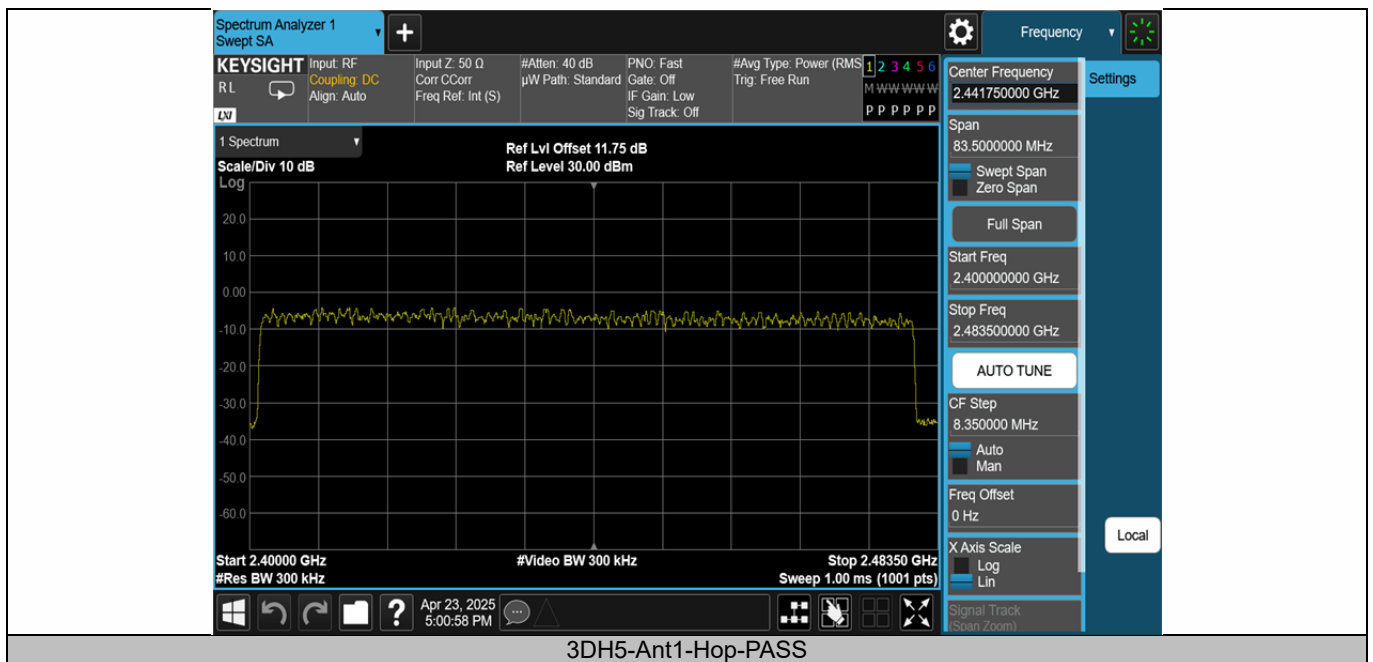 Spectrum Analyzer 1
Swept SA
Frequency
KEYSIGHT
RL
LXI
Input: RF
Coupling: DC
Align: Auto
Input Z: 50 Ω
Corr CCorr
Freq Ref: Int (S)
#Atten: 40 dB
µW Path: Standard
PNO: Fast
Gate: Off
IF Gain: Low
Sig Track: Off
#Avg Type: Power (RMS
Trig: Free Run
1 2 3 4 5 6
M W W W W W
P P P P P P
1 Spectrum
Scale/Div 10 dB
Log
Ref Lvl Offset 11.75 dB
Ref Level 30.00 dBm
20.0
10.0
0.00
-10.0
-20.0
-30.0
-40.0
-50.0
-60.0
Start 2.40000 GHz
#Res BW 300 kHz
#Video BW 300 kHz
Stop 2.48350 GHz
Sweep 1.00 ms (1001 pts)
Center Frequency
2.441750000 GHz
Settings
Span
83.5000000 MHz
Swept Span
Zero Span
Full Span
Start Freq
2.400000000 GHz
Stop Freq
2.483500000 GHz
AUTO TUNE
CF Step
8.350000 MHz
Auto
Man
Freq Offset
0 Hz
X Axis Scale
Log
Lin
Signal Track
(Span Zoom)
Local
?
Apr 23, 2025
5:00:58 PM
3DH5-Ant1-Hop-PASS